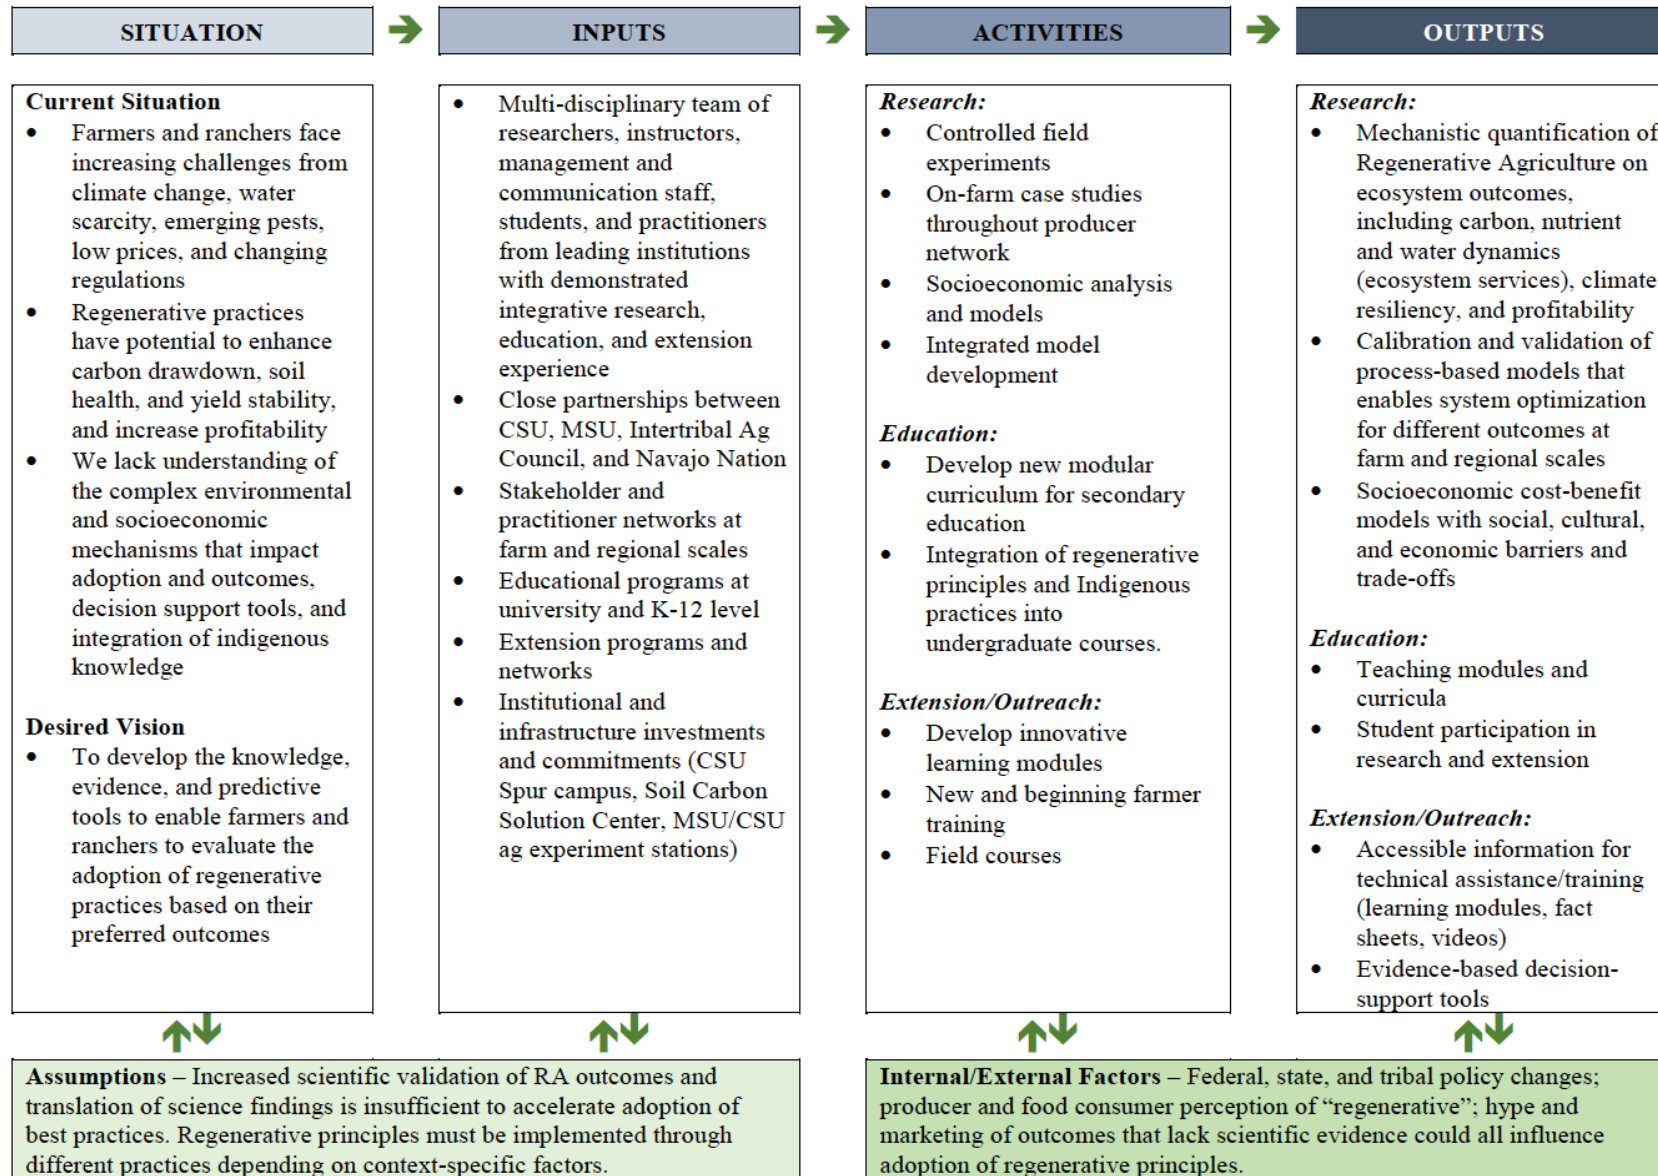 SITUATION
INPUTS
ACTIVITIES
OUTPUTS
Current Situation
• Farmers and ranchers face
increasing challenges from
climate change, water
scarcity, emerging pests,
low prices, and changing
regulations
• Regenerative practices
have potential to enhance
carbon drawdown, soil
health, and yield stability,
and increase profitability
• We lack understanding of
the complex environmental
and socioeconomic
mechanisms that impact
adoption and outcomes,
decision support tools, and
integration of indigenous
knowledge
Desired Vision
• To develop the knowledge,
evidence, and predictive
tools to enable farmers and
ranchers to evaluate the
adoption of regenerative
practices based on their
preferred outcomes
• Multi-disciplinary team of
researchers, instructors,
management and
communication staff,
students, and practitioners
from leading institutions
with demonstrated
integrative research,
education, and extension
experience
• Close partnerships between
CSU, MSU, Intertribal Ag
Council, and Navajo Nation
• Stakeholder and
practitioner networks at
farm and regional scales
• Educational programs at
university and K-12 level
• Extension programs and
networks
• Institutional and
infrastructure investments
and commitments (CSU
Spur campus, Soil Carbon
Solution Center, MSU/CSU
ag experiment stations)
Research:
• Controlled field
experiments
• On-farm case studies
throughout producer
network
• Socioeconomic analysis
and models
• Integrated model
development
Education:
• Develop new modular
curriculum for secondary
education
• Integration of regenerative
principles and Indigenous
practices into
undergraduate courses.
Extension/Outreach:
• Develop innovative
learning modules
• New and beginning farmer
training
• Field courses
Research:
• Mechanistic quantification of
Regenerative Agriculture on
ecosystem outcomes,
including carbon, nutrient
and water dynamics
(ecosystem services), climate
resiliency, and profitability
• Calibration and validation of
process-based models that
enables system optimization
for different outcomes at
farm and regional scales
• Socioeconomic cost-benefit
models with social, cultural,
and economic barriers and
trade-offs
Education:
• Teaching modules and
curricula
• Student participation in
research and extension
Extension/Outreach:
• Accessible information for
technical assistance/training
(learning modules, fact
sheets, videos)
• Evidence-based decision-
support tools
Assumptions – Increased scientific validation of RA outcomes and
translation of science findings is insufficient to accelerate adoption of
best practices. Regenerative principles must be implemented through
different practices depending on context-specific factors.
Internal/External Factors – Federal, state, and tribal policy changes;
producer and food consumer perception of “regenerative”; hype and
marketing of outcomes that lack scientific evidence could all influence
adoption of regenerative principles.